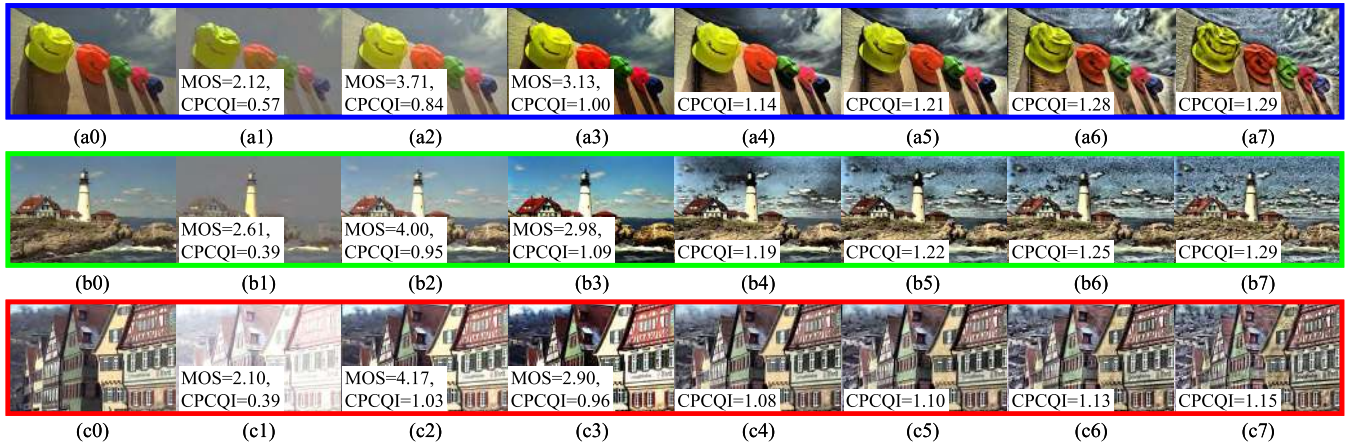 MOS=2.12,
CPCQI=0.57
MOS=3.71,
CPCQI=0.84
MOS=3.13,
CPCQI=1.00
CPCQI=1.14
CPCQI=1.21
CPCQI=1.28
CPCQI=1.29
(a0)
(a1)
(a2)
(a3)
(a4)
(a5)
(a6)
(a7)
MOS=2.61,
CPCQI=0.39
MOS=4.00,
CPCQI=0.95
MOS=2.98,
CPCQI=1.09
CPCQI=1.19
CPCQI=1.22
CPCQI=1.25
CPCQI=1.29
(b0)
(b1)
(b2)
(b3)
(b4)
(b5)
(b6)
(b7)
MOS=2.10,
CPCQI=0.39
MOS=4.17,
CPCQI=1.03
MOS=2.90,
CPCQI=0.96
CPCQI=1.08
CPCQI=1.10
CPCQI=1.13
CPCQI=1.15
(c0)
(c1)
(c2)
(c3)
(c4)
(c5)
(c6)
(c7)